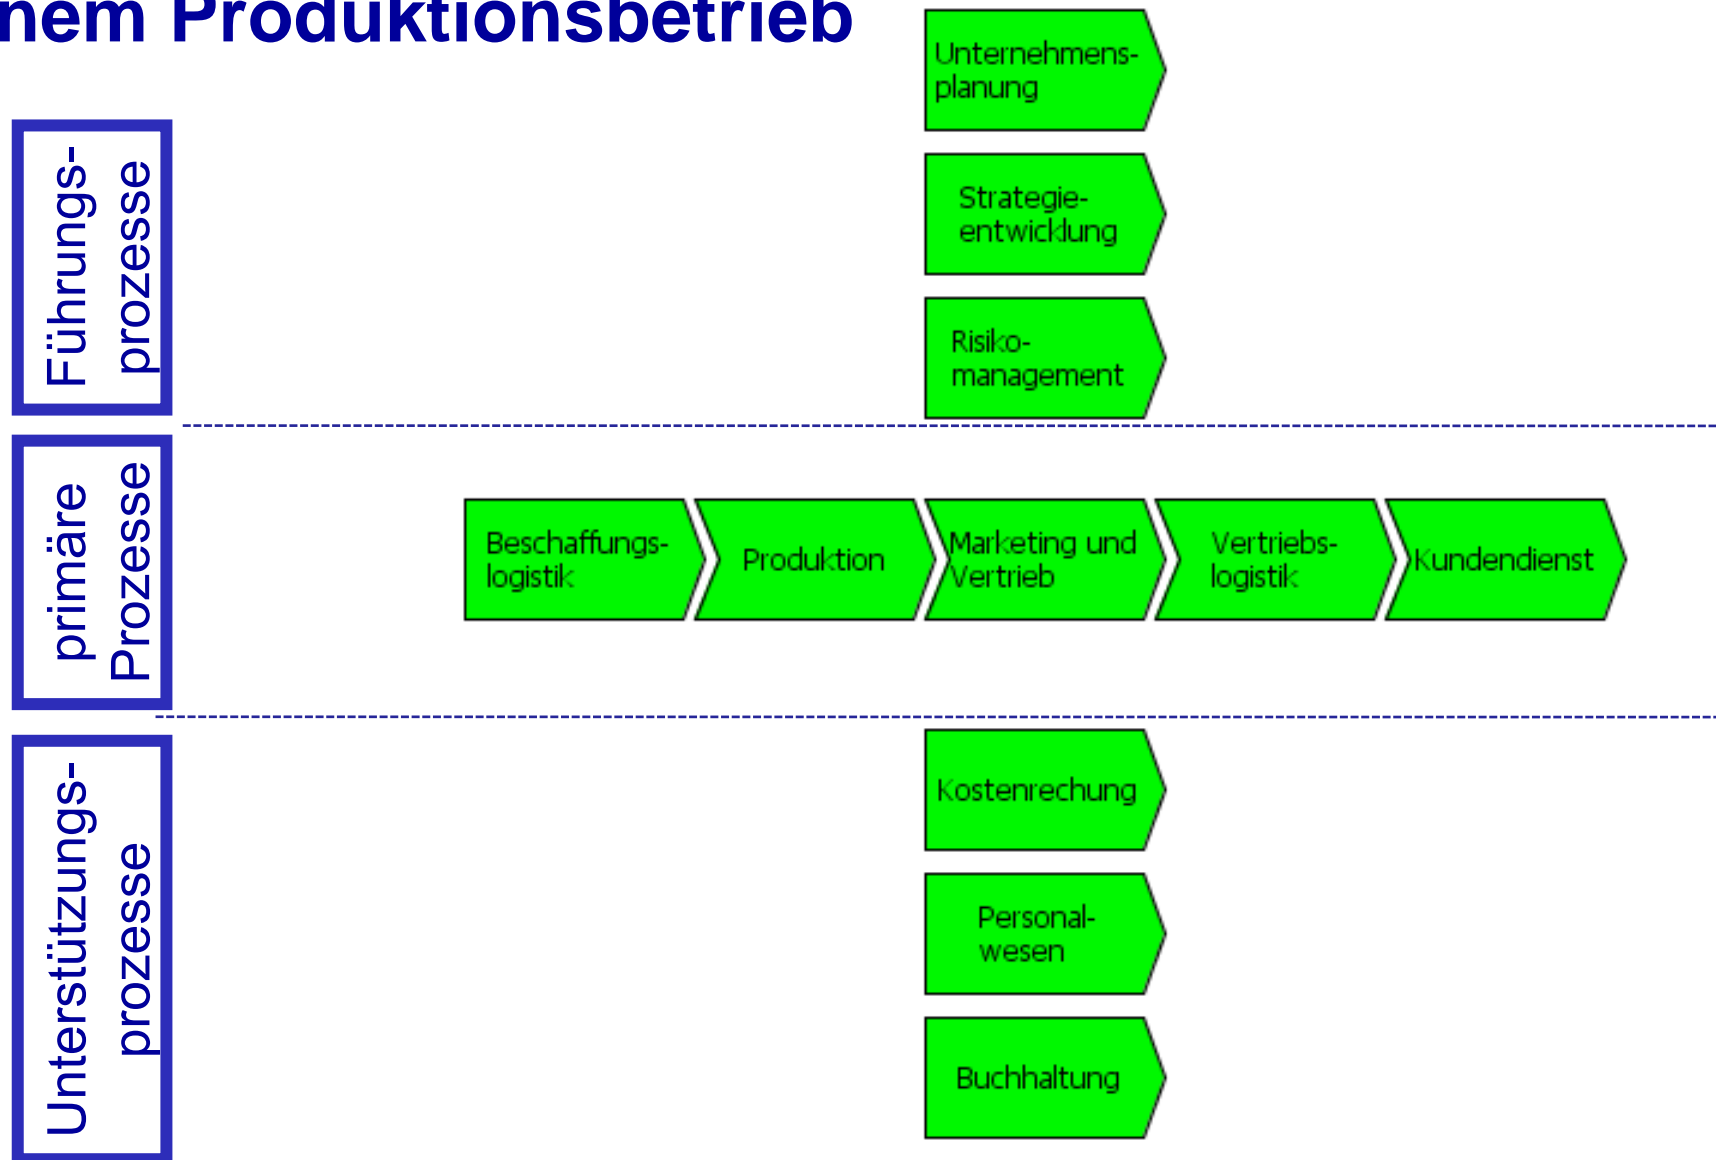 nem Produktionsbetrieb
Unternehmens-
planung
Führungs-
prozesse
Strategie-
entwicklung
Risiko-
management
primäre
Prozesse
Beschaffungs-
logistik
Produktion
Marketing und
Vertrieb
Vertriebs-
logistik
Kundendienst
Unterstützungs-
prozesse
Kostenrechung
Personal-
wesen
Buchhaltung